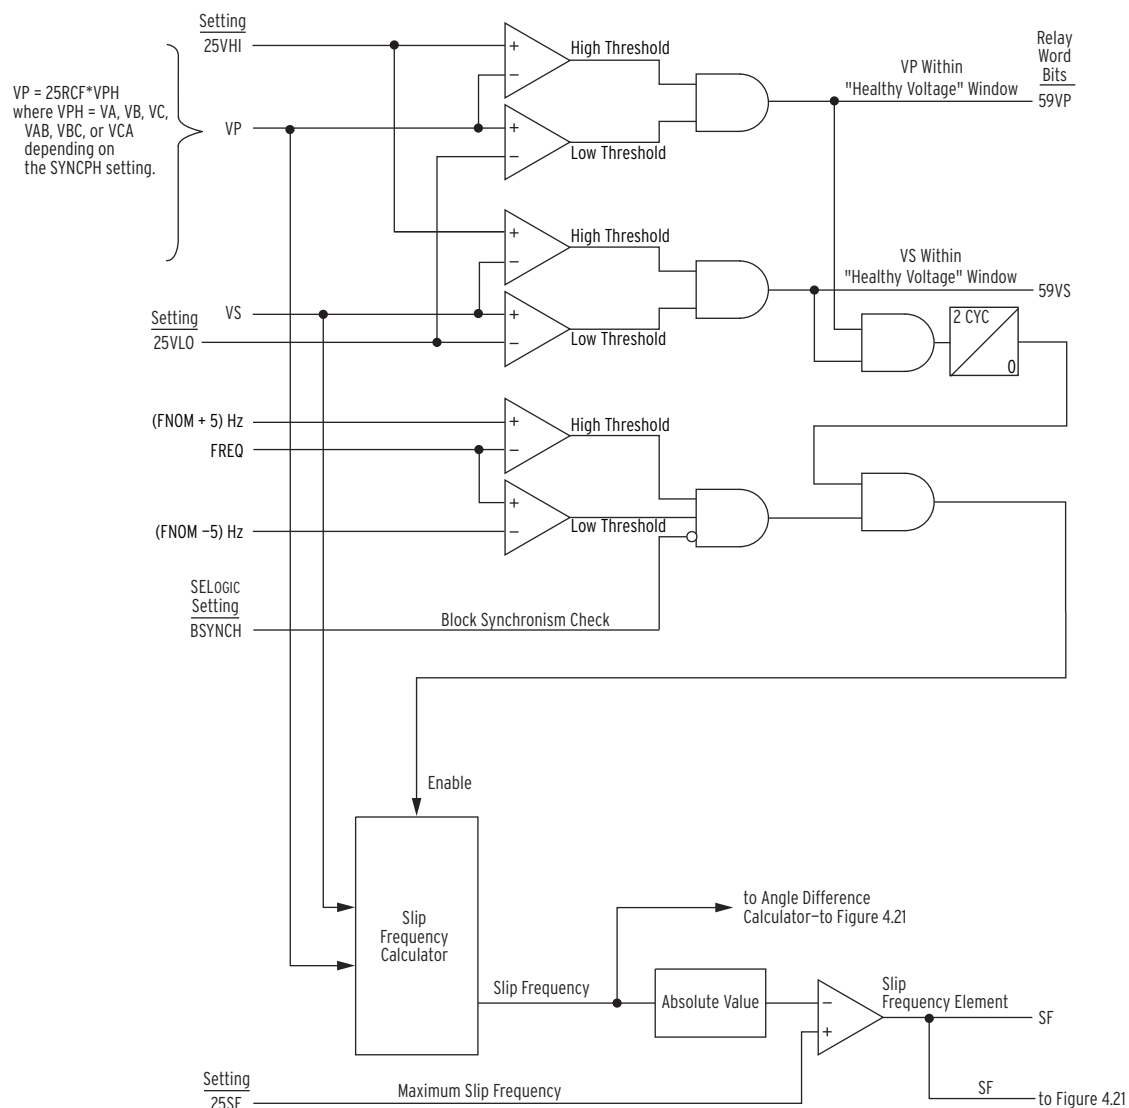 Setting
25VHI
+
−
High Threshold
VP Within
"Healthy Voltage" Window
Relay
Word
Bits
59VP
VP = 25RCF*VPH
where VPH = VA, VB, VC,
VAB, VBC, or VCA
depending on
the SYNCPH setting.
VP
+
−
Low Threshold
+
−
High Threshold
VS Within
"Healthy Voltage" Window
59VS
VS
Setting
25VLO
+
−
Low Threshold
2 CYC
0
(FNOM + 5) Hz
FREQ
+
−
High Threshold
(FNOM −5) Hz
+
−
Low Threshold
SELOGIC
Setting
BSYNCH
Block Synchronism Check
Enable
Slip
Frequency
Calculator
to Angle Difference
Calculator–to Figure 4.21
Slip Frequency
Absolute Value
−
+
Slip
Frequency Element
SF
Setting
25SF
Maximum Slip Frequency
SF
to Figure 4.21